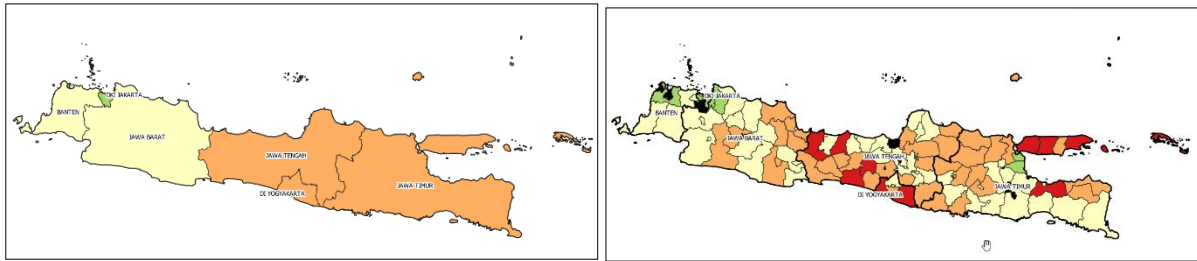 DKI JAKARTA
BANTEN
JAWA BARAT
JAWA TENGAH
DI YOGYAKARTA
JAWA TIMUR
DKI JAKARTA
BANTEN
JAWA BARAT
JAWA TENGAH
DI YOGYAKARTA
JAWA TIMUR